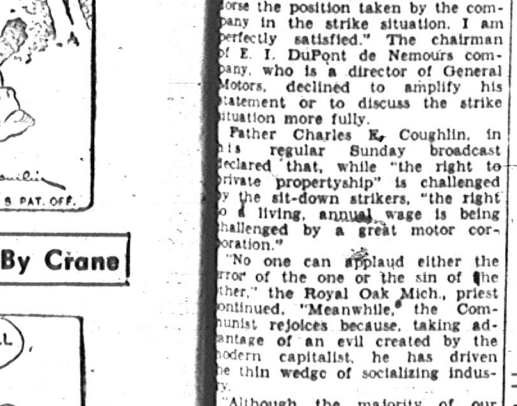 S PAT. OFF.
By Crane
orse the position taken by the com-
pany in the strike situation. I am
perfectly satisfied." The chairman
of E. I. DuPont de Nemours com-
pany, who is a director of General
Motors, declined to amplify his
statement or to discuss the strike
situation more fully.
Father Charles E. Coughlin, in
his regular Sunday broadcast
declared that, while "the right to
private propertyship" is challenged
by the sit-down strikers, "the right
to a living, annual wage is being
challenged by a great motor cor-
poration."
"No one can applaud either the
error of the one or the sin of the
other," the Royal Oak Mich., priest
continued. "Meanwhile, the Com-
munist rejoices because, taking ad-
vantage of an evil created by the
modern capitalist, he has driven
he thin wedge of socializing indus-
ry.
"Although the majority of our